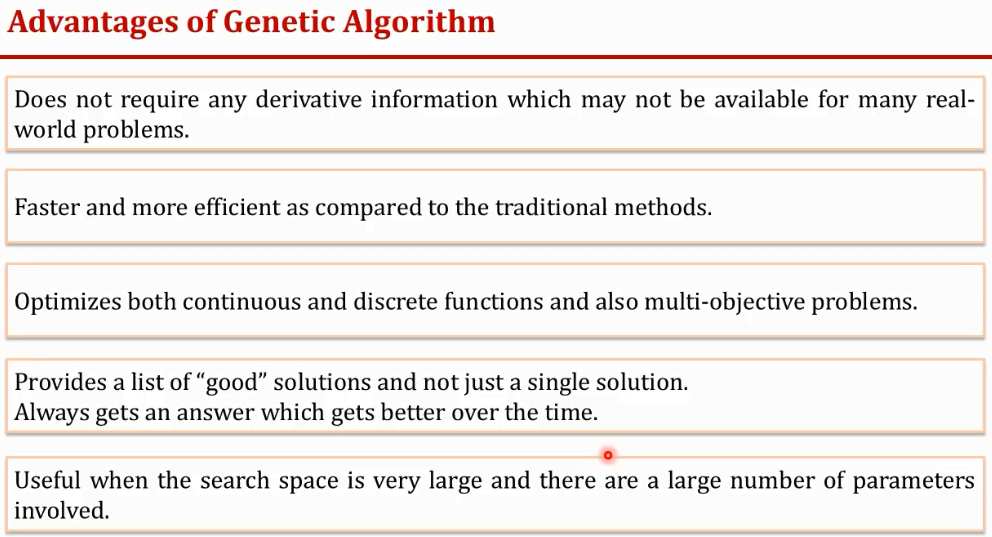 Advantages of Genetic Algorithm
Does not require any derivative information which may not be available for many real-
world problems.
Faster and more efficient as compared to the traditional methods.
Optimizes both continuous and discrete functions and also multi-objective problems.
Provides a list of “good” solutions and not just a single solution.
Always gets an answer which gets better over the time.
Useful when the search space is very large and there are a large number of parameters
involved.